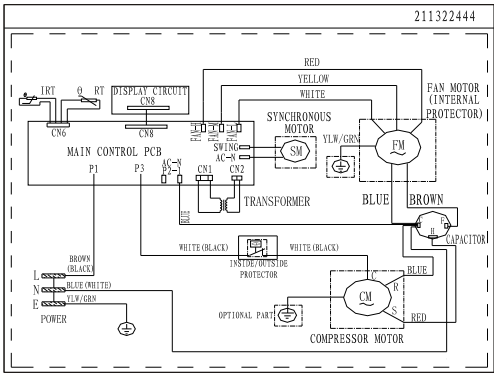 211322444
RED
YELLOW
WHITE
IRT
θ RT
DISPLAY CIRCUIT
CN8
CN6
CN8
FAN MOTOR
(INTERNAL
PROTECTOR)
SYNCHRONOUS
MOTOR
SWING
AC-N
SM
YLW/GRN
FM
MAIN CONTROL PCB
P1
P3
AC-N
P2-N
CN1
CN2
TRANSFORMER
BLUE
BLUE
BROWN
F
H
CAPACITOR
WHITE(BLACK)
WHITE(BLACK)
INSIDE/OUTSIDE
PROTECTOR
BROWN
(BLACK)
BLUE(WHITE)
YLW/GRN
L
N
E
POWER
C
R
S
CM
BLUE
RED
OPTIONAL PART
COMPRESSOR MOTOR